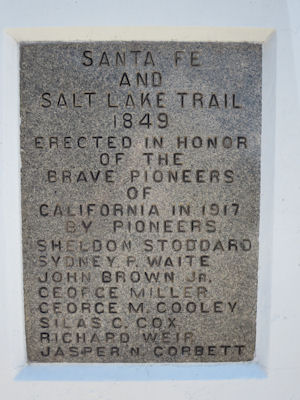 SANTA FE
AND
SALT LAKE TRAIL
1849
ERECTED IN HONOR
OF THE
BRAVE PIONEERS
OF
CALIFORNIA IN 1917
BY PIONEERS
SHELDON STODDARD
SYDNEY P. WAITE
JOHN BROWN JR.
GEORGE MILLER
GEORGE M. COOLEY
SILAS C. COX
RICHARD WEIR
JASPER N. CORBETT